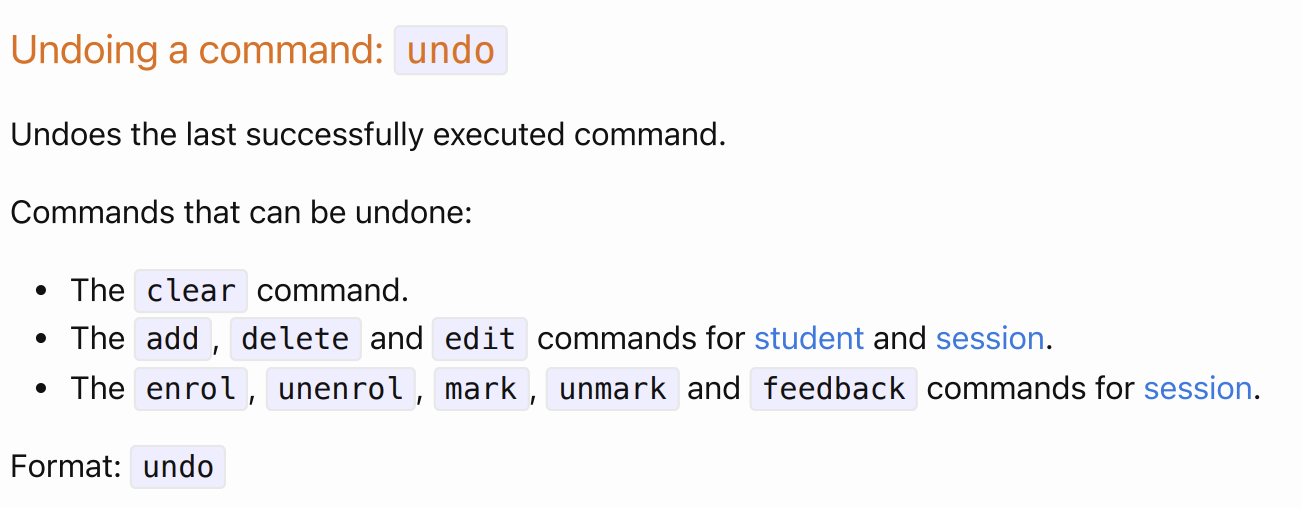 Undoing a command: undo
Undoes the last successfully executed command.
Commands that can be undone:
• The clear command.
• The add, delete and edit commands for student and session.
• The enrol, unenrol, mark, unmark and feedback commands for session.
Format: undo